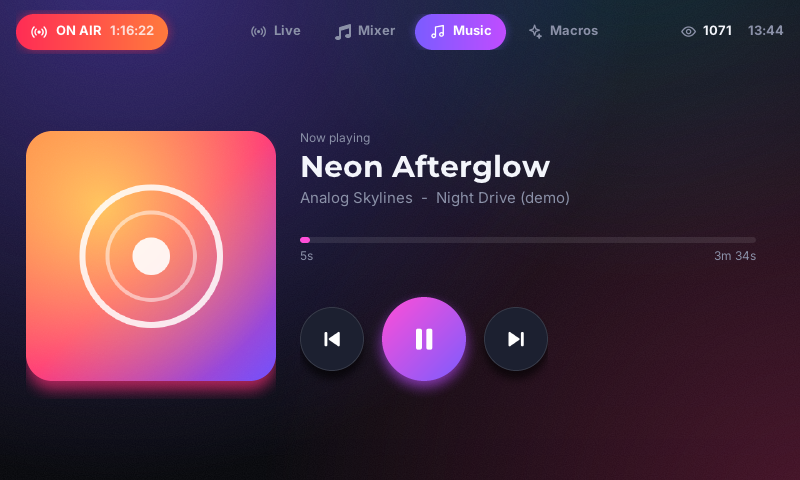 ON AIR 1:16:22 Live Mixer Music Macros 1071 13:44
Now playing
Neon Afterglow
Analog Skylines - Night Drive (demo)
5s 3m 34s